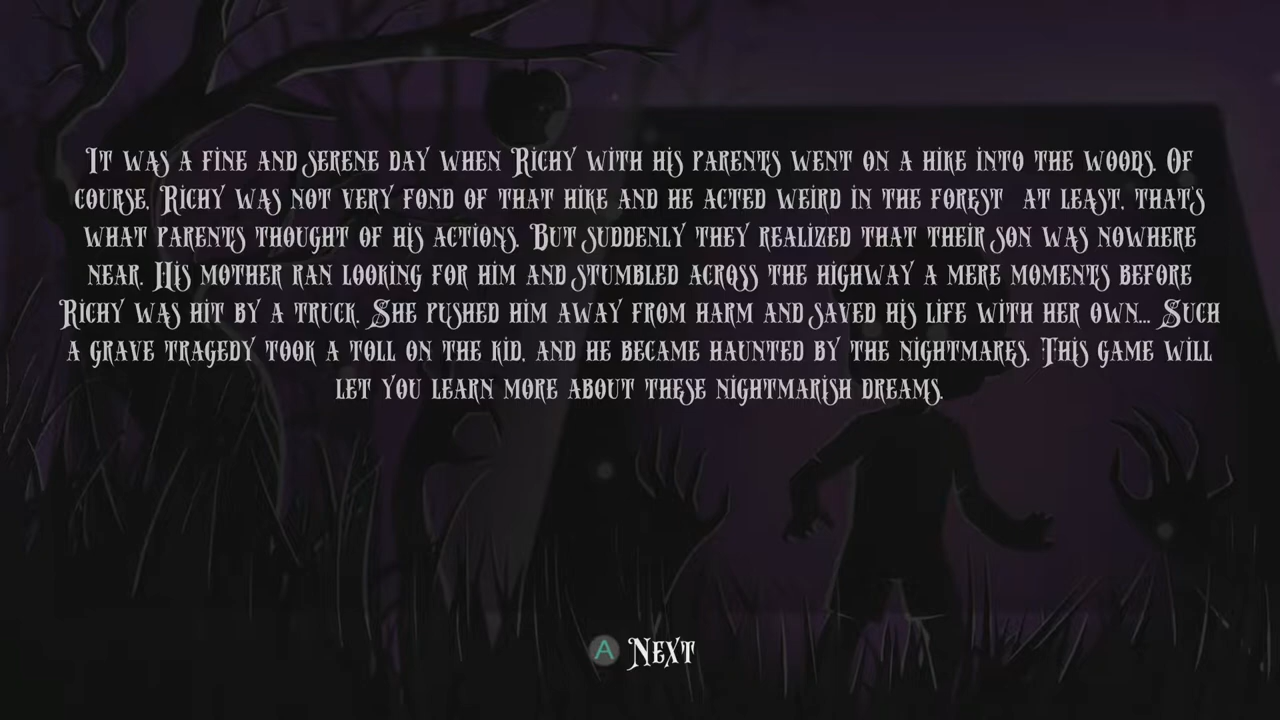 It was a fine and serene day when Richy with his parents went on a hike into the woods. Of
course, Richy was not very fond of that hike and he acted weird in the forest  at least, that's
what parents thought of his actions. But suddenly they realized that their son was nowhere
near. His mother ran looking for him and stumbled across the highway a mere moments before
Richy was hit by a truck. She pushed him away from harm and saved his life with her own... Such
a grave tragedy took a toll on the kid, and he became haunted by the nightmares. This game will
let you learn more about these nightmarish dreams.
A Next